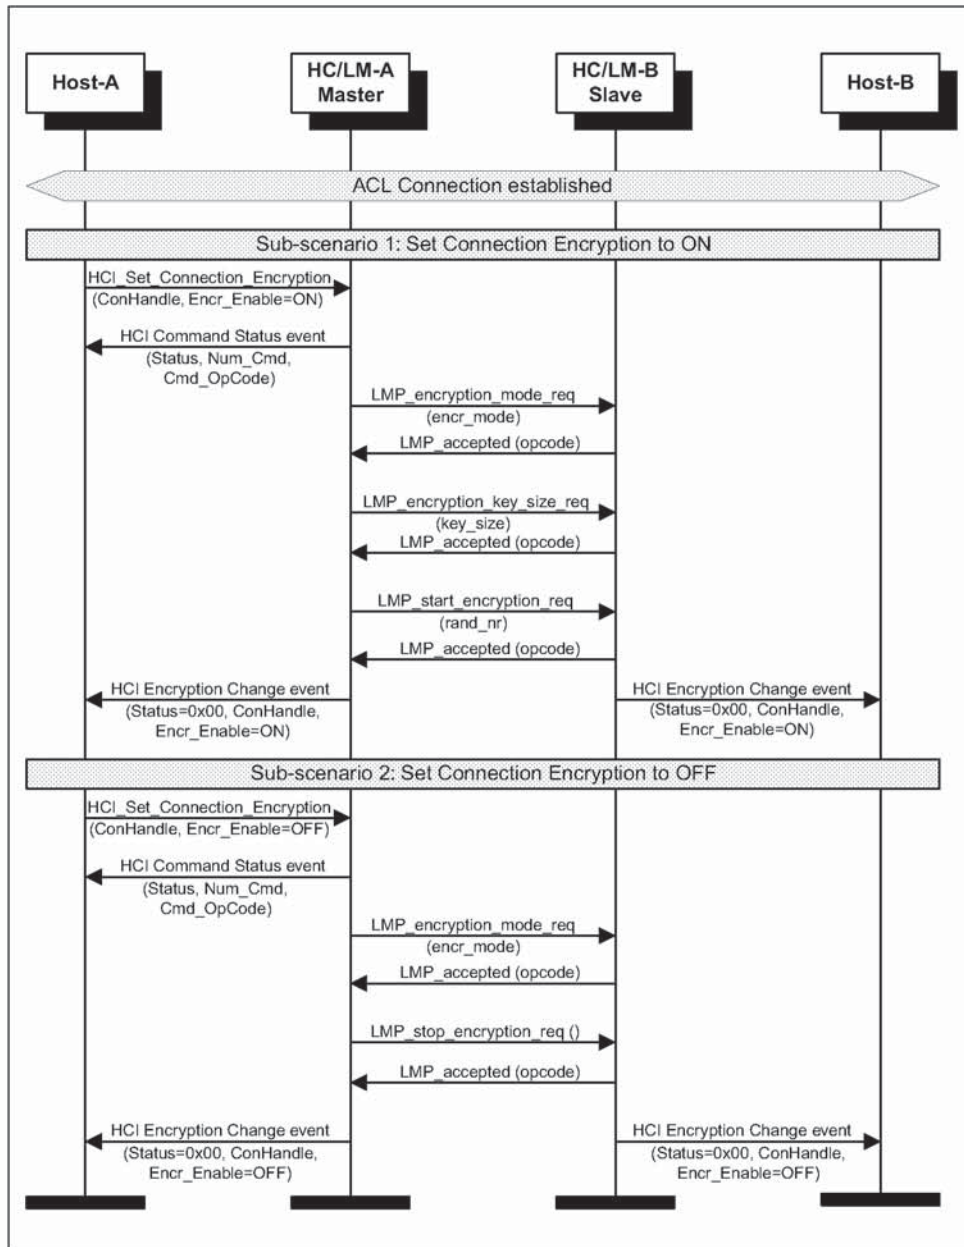 Host-A
HC/LM-A
Master
HC/LM-B
Slave
Host-B
ACL Connection established
Sub-scenario 1: Set Connection Encryption to ON
HCI_Set_Connection_Encryption
(ConHandle, Encr_Enable=ON)
HCI Command Status event
(Status, Num_Cmd,
Cmd_OpCode)
LMP_encryption_mode_req
(encr_mode)
LMP_accepted (opcode)
LMP_encryption_key_size_req
(key_size)
LMP_accepted (opcode)
LMP_start_encryption_req
(rand_nr)
LMP_accepted (opcode)
HCI Encryption Change event
(Status=0x00, ConHandle,
Encr_Enable=ON)
HCI Encryption Change event
(Status=0x00, ConHandle,
Encr_Enable=ON)
Sub-scenario 2: Set Connection Encryption to OFF
HCI_Set_Connection_Encryption
(ConHandle, Encr_Enable=OFF)
HCI Command Status event
(Status, Num_Cmd,
Cmd_OpCode)
LMP_encryption_mode_req
(encr_mode)
LMP_accepted (opcode)
LMP_stop_encryption_req ()
LMP_accepted (opcode)
HCI Encryption Change event
(Status=0x00, ConHandle,
Encr_Enable=OFF)
HCI Encryption Change event
(Status=0x00, ConHandle,
Encr_Enable=OFF)